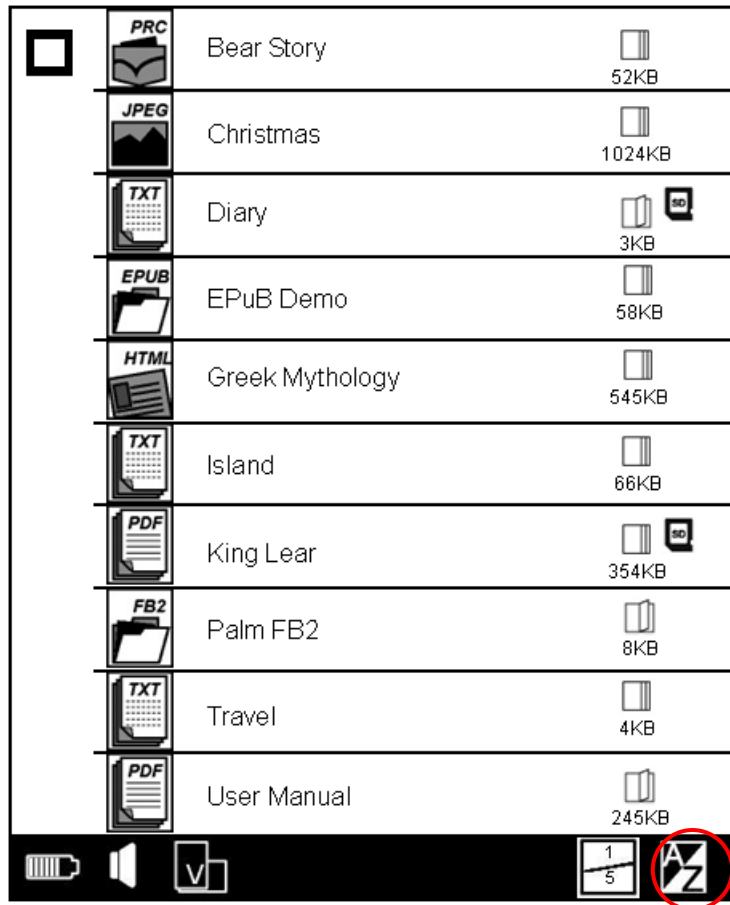 PRC
Bear Story
52KB
JPEG
Christmas
1024KB
TXT
Diary
SD
3KB
EPUB
EPuB Demo
58KB
HTML
Greek Mythology
545KB
TXT
Island
66KB
PDF
King Lear
SD
354KB
FB2
Palm FB2
8KB
TXT
Travel
4KB
PDF
User Manual
245KB
V
1
5
A
Z